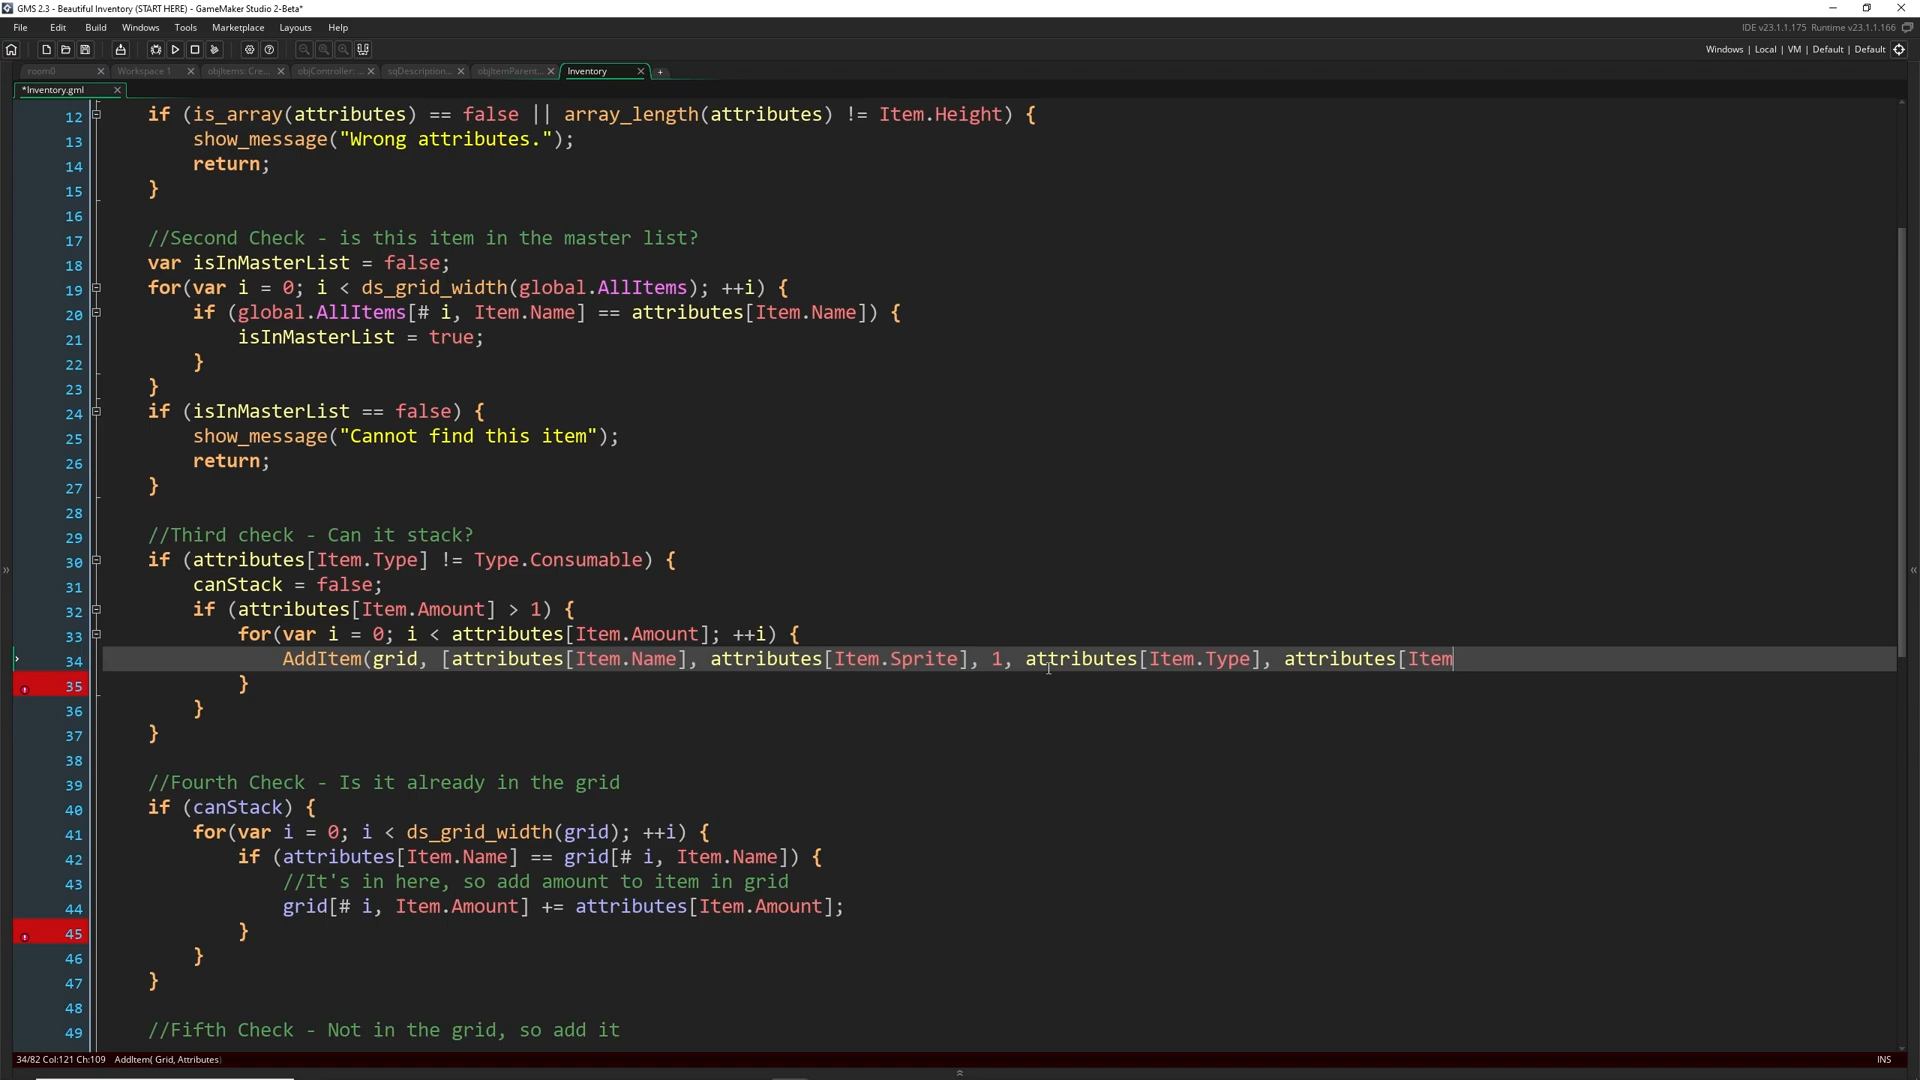 GMS 2.3 - Beautiful Inventory (START HERE) - GameMaker Studio 2-Beta*
File Edit Build Windows Tools Marketplace Layouts Help
IDE v23.1.1.175 Runtime v23.1.1.166
Windows | Local | VM | Default | Default
room0 Workspace 1 objItems: Cre... objController: ... sqDescription... objItemParent... Inventory
*Inventory.gml
12 if (is_array(attributes) == false || array_length(attributes) != Item.Height) {
13 show_message("Wrong attributes.");
14 return;
15 }
16
17 //Second Check - is this item in the master list?
18 var isInMasterList = false;
19 for(var i = 0; i < ds_grid_width(global.AllItems); ++i) {
20 if (global.AllItems[# i, Item.Name] == attributes[Item.Name]) {
21 isInMasterList = true;
22 }
23 }
24 if (isInMasterList == false) {
25 show_message("Cannot find this item");
26 return;
27 }
28
29 //Third check - Can it stack?
30 if (attributes[Item.Type] != Type.Consumable) {
31 canStack = false;
32 if (attributes[Item.Amount] > 1) {
33 for(var i = 0; i < attributes[Item.Amount]; ++i) {
34 AddItem(grid, [attributes[Item.Name], attributes[Item.Sprite], 1, attributes[Item.Type], attributes[Item
35 }
36 }
37 }
38
39 //Fourth Check - Is it already in the grid
40 if (canStack) {
41 for(var i = 0; i < ds_grid_width(grid); ++i) {
42 if (attributes[Item.Name] == grid[# i, Item.Name]) {
43 //It's in here, so add amount to item in grid
44 grid[# i, Item.Amount] += attributes[Item.Amount];
45 }
46 }
47 }
48
49 //Fifth Check - Not in the grid, so add it
34/82 Col:121 Ch:109 AddItem( Grid, Attributes) INS